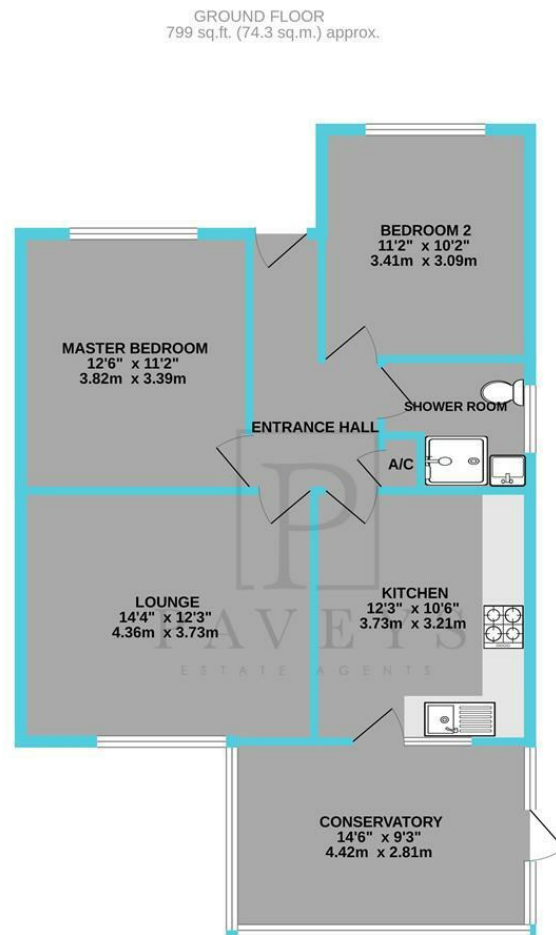 GROUND FLOOR
799 sq.ft. (74.3 sq.m.) approx.
BEDROOM 2
11'2" x 10'2"
3.41m x 3.09m
MASTER BEDROOM
12'6" x 11'2"
3.82m x 3.39m
SHOWER ROOM
ENTRANCE HALL
A/C
P
LOUNGE
14'4" x 12'3"
4.36m x 3.73m
KITCHEN
12'3" x 10'6"
3.73m x 3.21m
PAVEYS
ESTATE AGENTS
CONSERVATORY
14'6" x 9'3"
4.42m x 2.81m